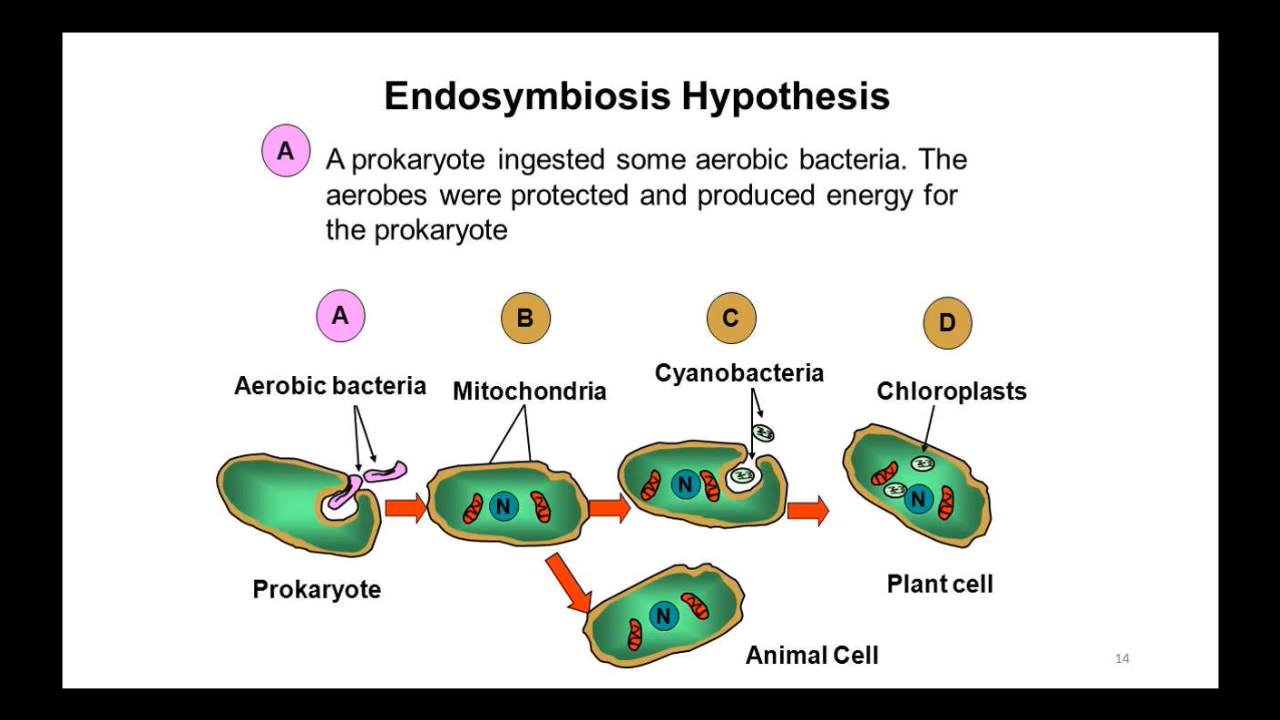 Endosymbiosis Hypothesis
A
A prokaryote ingested some aerobic bacteria. The
aerobes were protected and produced energy for
the prokaryote
A
B
C
D
Aerobic bacteria
Mitochondria
Cyanobacteria
Chloroplasts
N
N
N
Prokaryote
Plant cell
N
Animal Cell
14